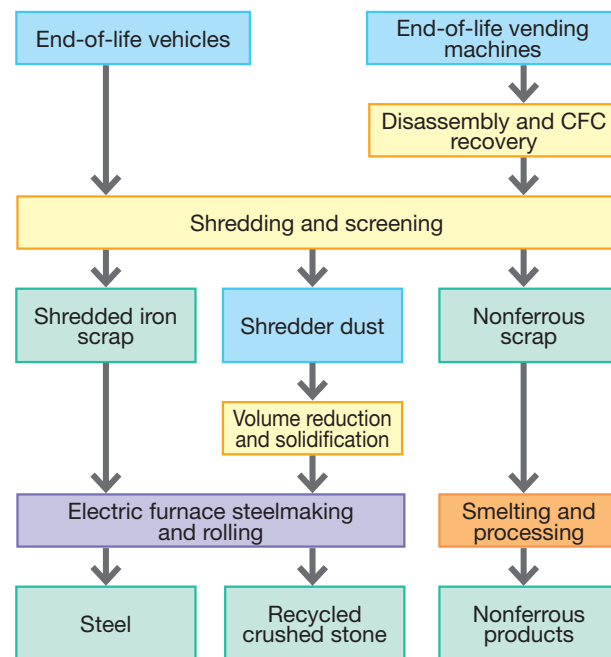 End-of-life vehicles
End-of-life vending
machines
Disassembly and CFC
recovery
Shredding and screening
Shredded iron
scrap
Shredder dust
Nonferrous
scrap
Volume reduction
and solidification
Electric furnace steelmaking
and rolling
Smelting and
processing
Steel
Recycled
crushed stone
Nonferrous
products